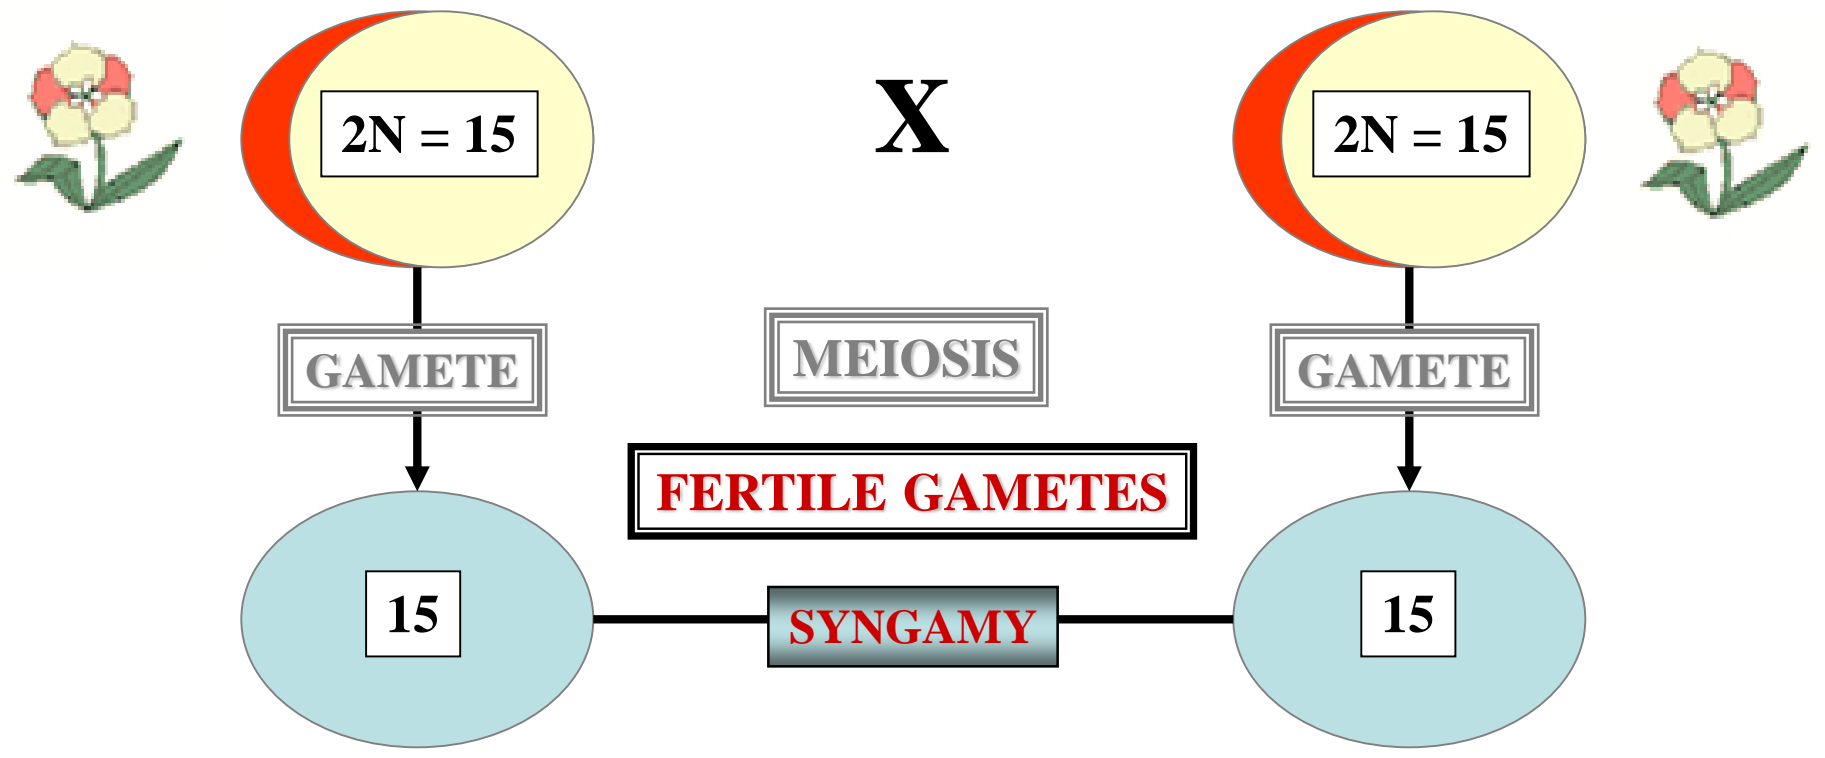 2N = 15
X
2N = 15
GAMETE
MEIOSIS
GAMETE
FERTILE GAMETES
15
SYNGAMY
15